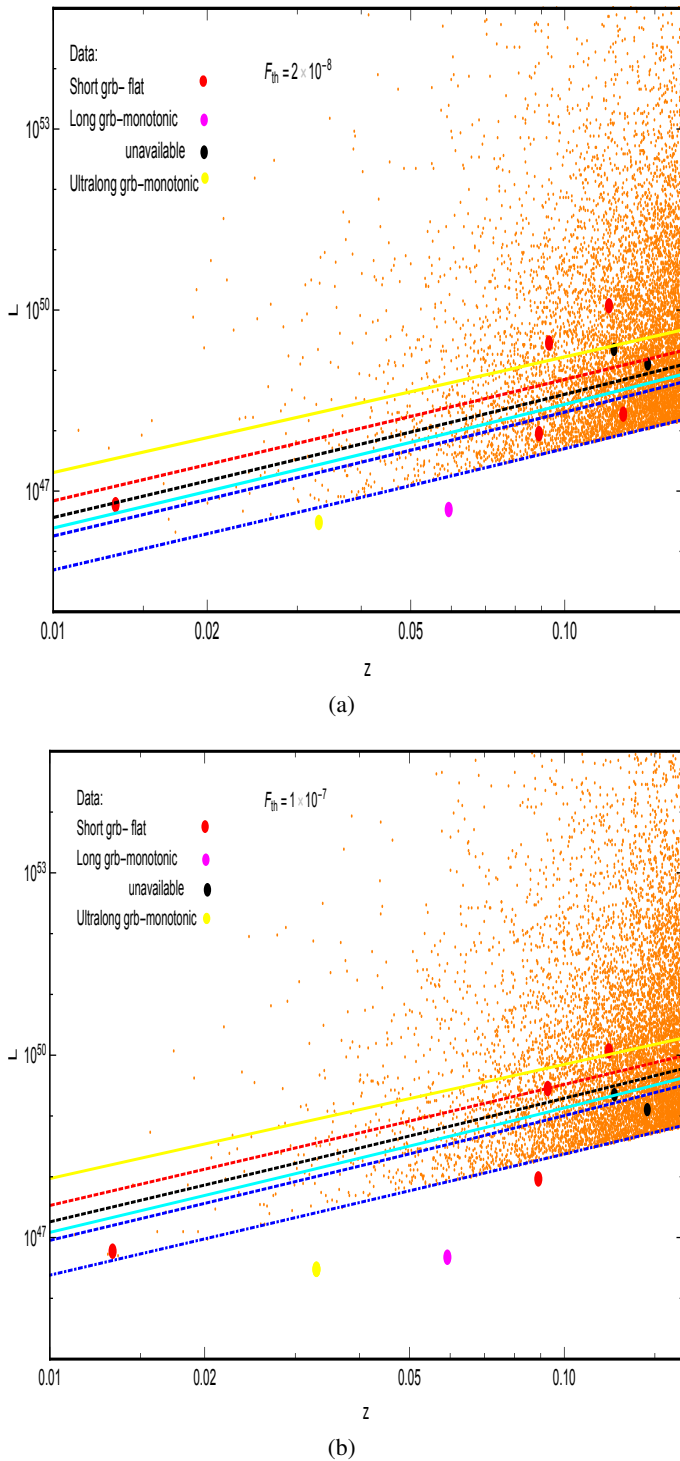 Data:
F_th = 2 × 10^-8
Short grb- flat
Long grb-monotonic
unavailable
Ultralong grb-monotonic
10^53
L
10^50
10^47
0.01 0.02 0.05 0.10
z
(a)
Data:
F_th = 1 × 10^-7
Short grb- flat
Long grb-monotonic
unavailable
Ultralong grb-monotonic
10^53
10^50
10^47
0.01 0.02 0.05 0.10
z
(b)